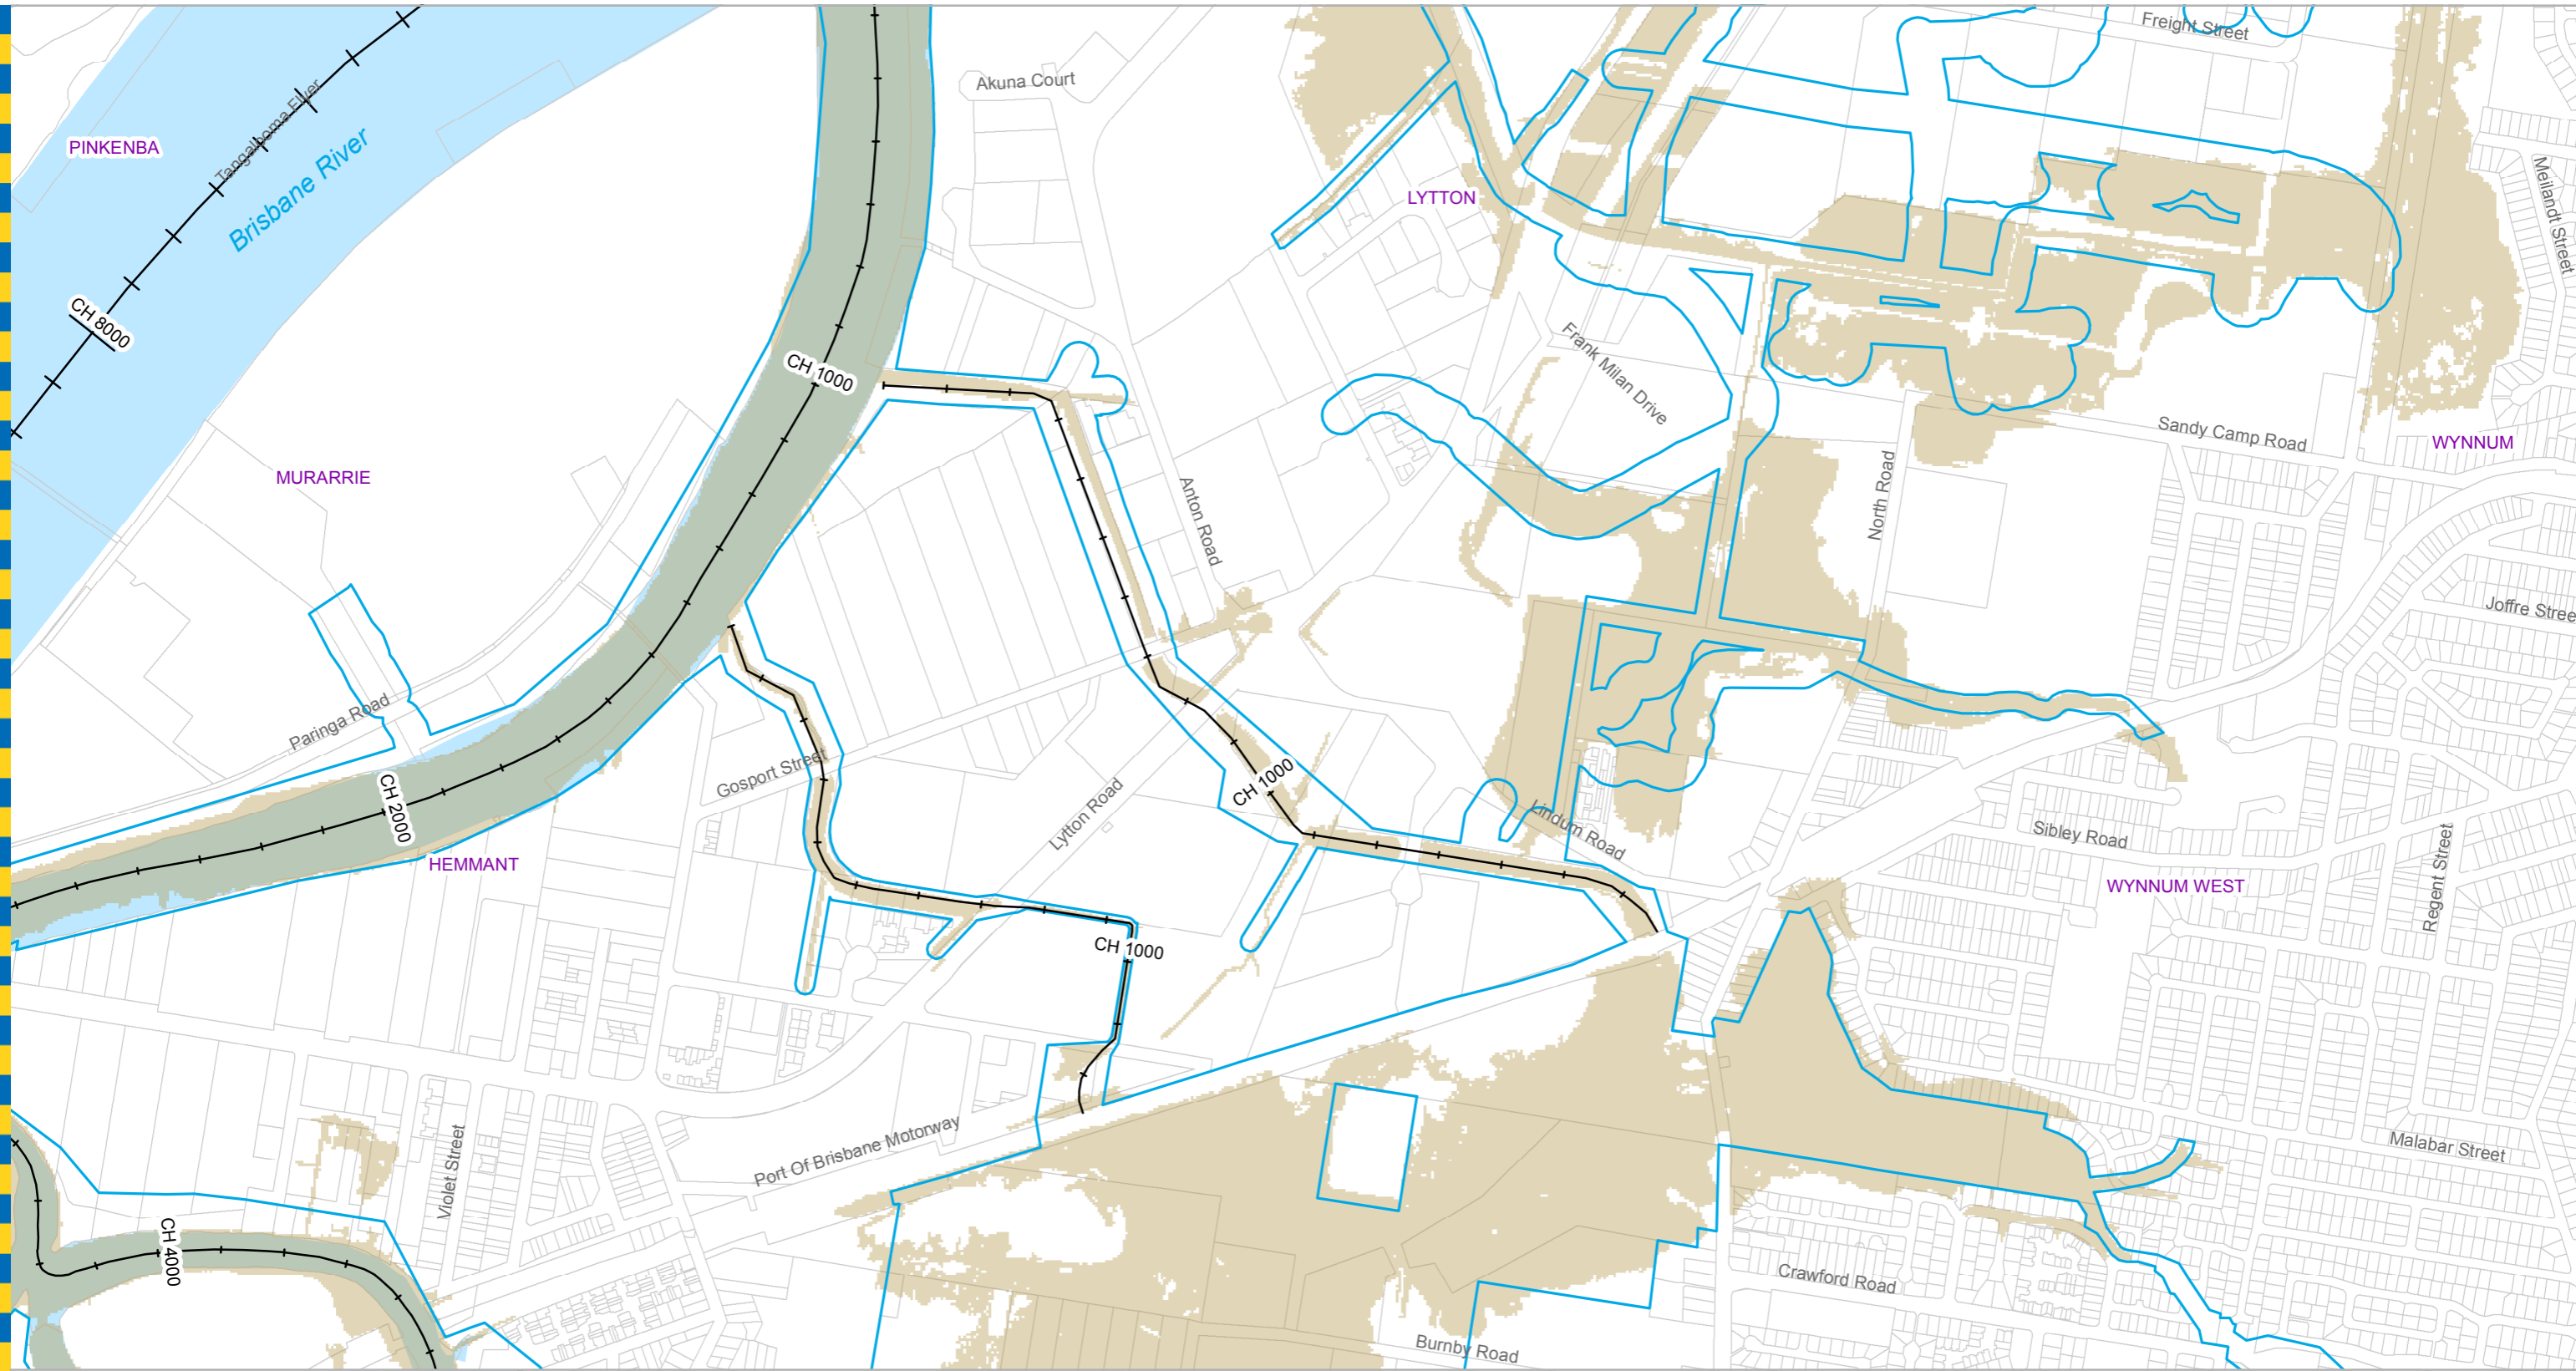 Freight Street
Akuna Court
Tangalooma Flyer
PINKENBA
Brisbane River
LYTTON
Meilandt Street
CH 8000
CH 1000
Frank Milan Drive
Sandy Camp Road
WYNNUM
MURARRIE
North Road
Anton Road
Joffre Stree
Paringa Road
Gosport Street
CH 2000
CH 1000
Lytton Road
Lindum Road
Sibley Road
HEMMANT
WYNNUM WEST
Regent Street
CH 1000
Violet Street
Port Of Brisbane Motorway
Malabar Street
CH 4000
Crawford Road
Burnby Road